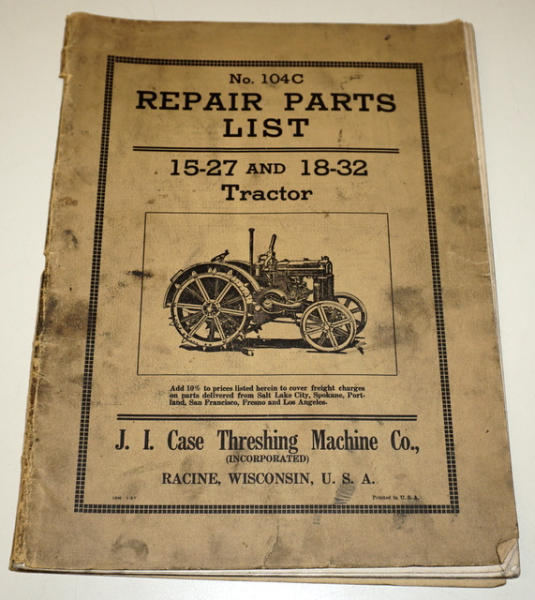 No. 104C
REPAIR PARTS
LIST
15-27 AND 18-32
Tractor
Add 10% to prices listed herein to cover freight charges
on parts delivered from Salt Lake City, Spokane, Port-
land, San Francisco, Fresno and Los Angeles.
J. I. Case Threshing Machine Co.,
(INCORPORATED)
RACINE, WISCONSIN, U. S. A.
Printed in U. S. A.